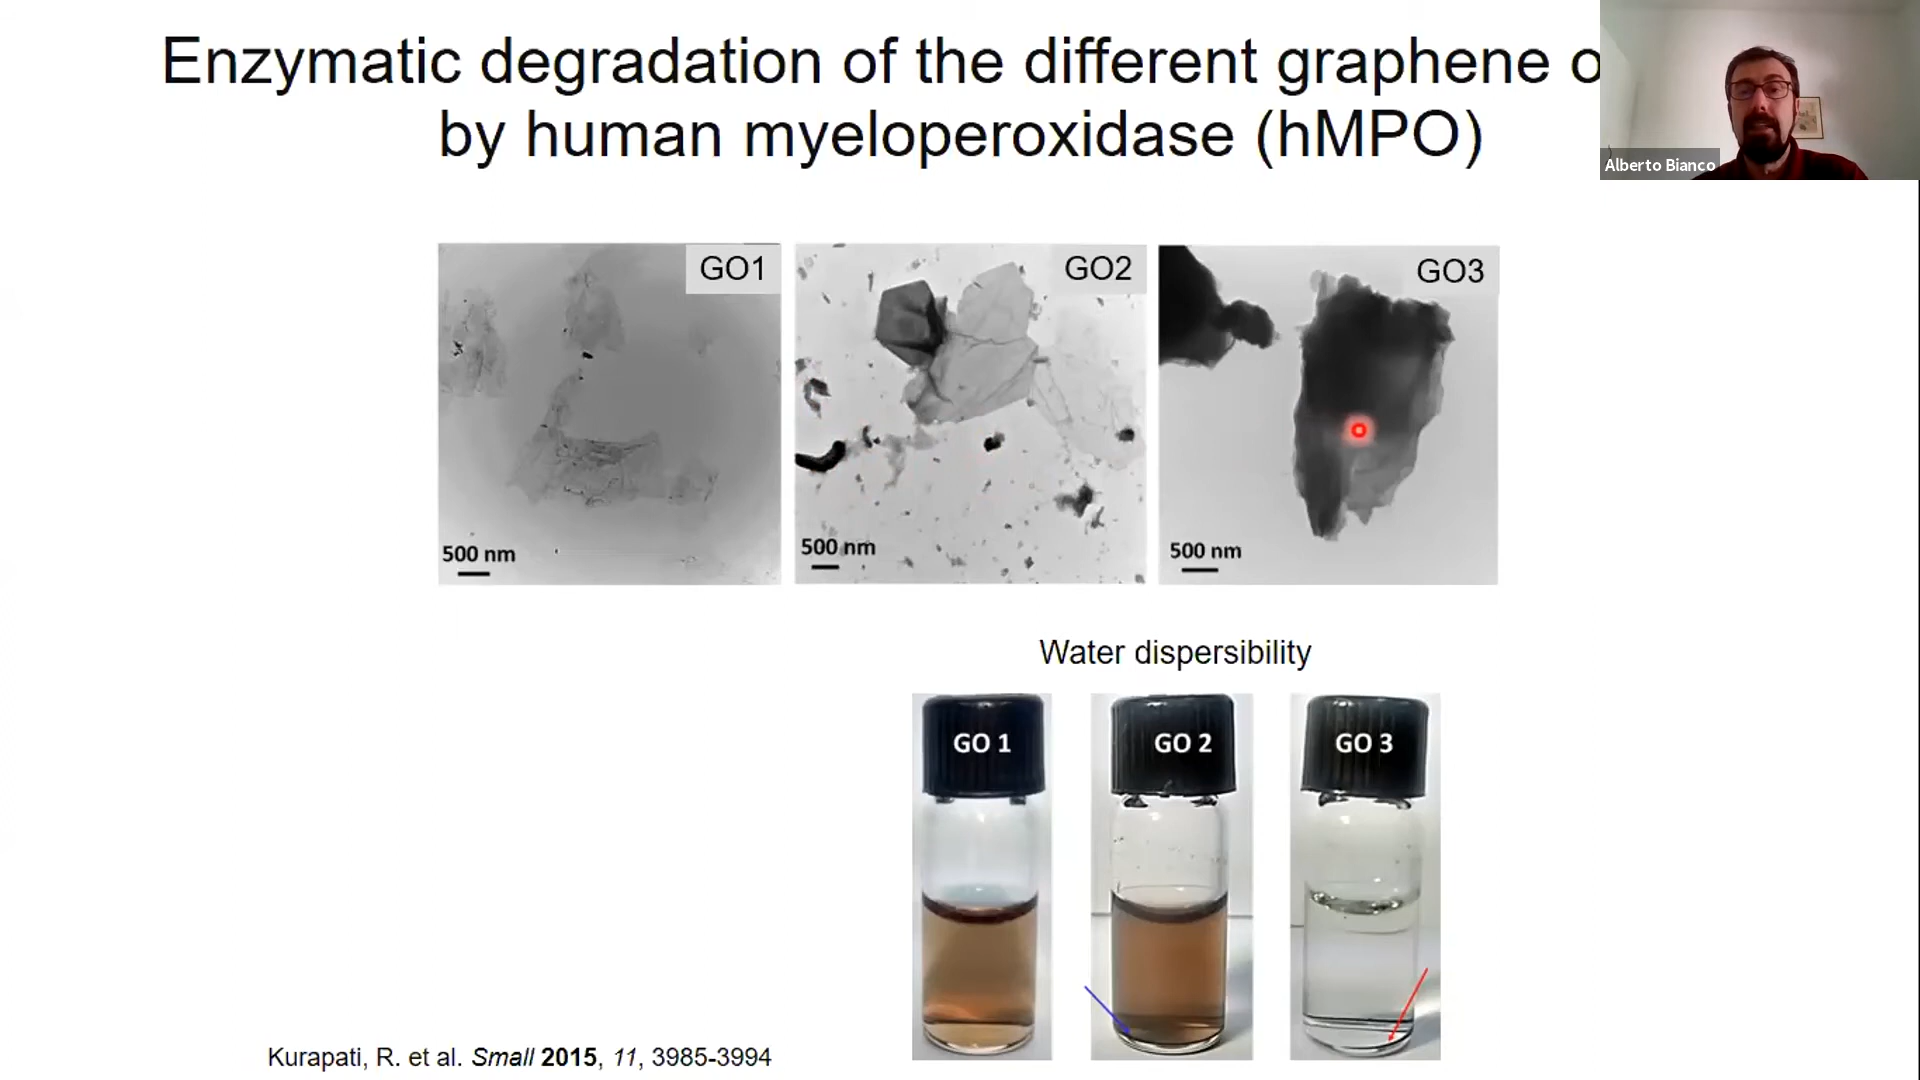 Enzymatic degradation of the different graphene o
by human myeloperoxidase (hMPO)
Alberto Bianco
GO1
GO2
GO3
500 nm
500 nm
500 nm
Water dispersibility
GO 1
GO 2
GO 3
Kurapati, R. et al. Small 2015, 11, 3985-3994